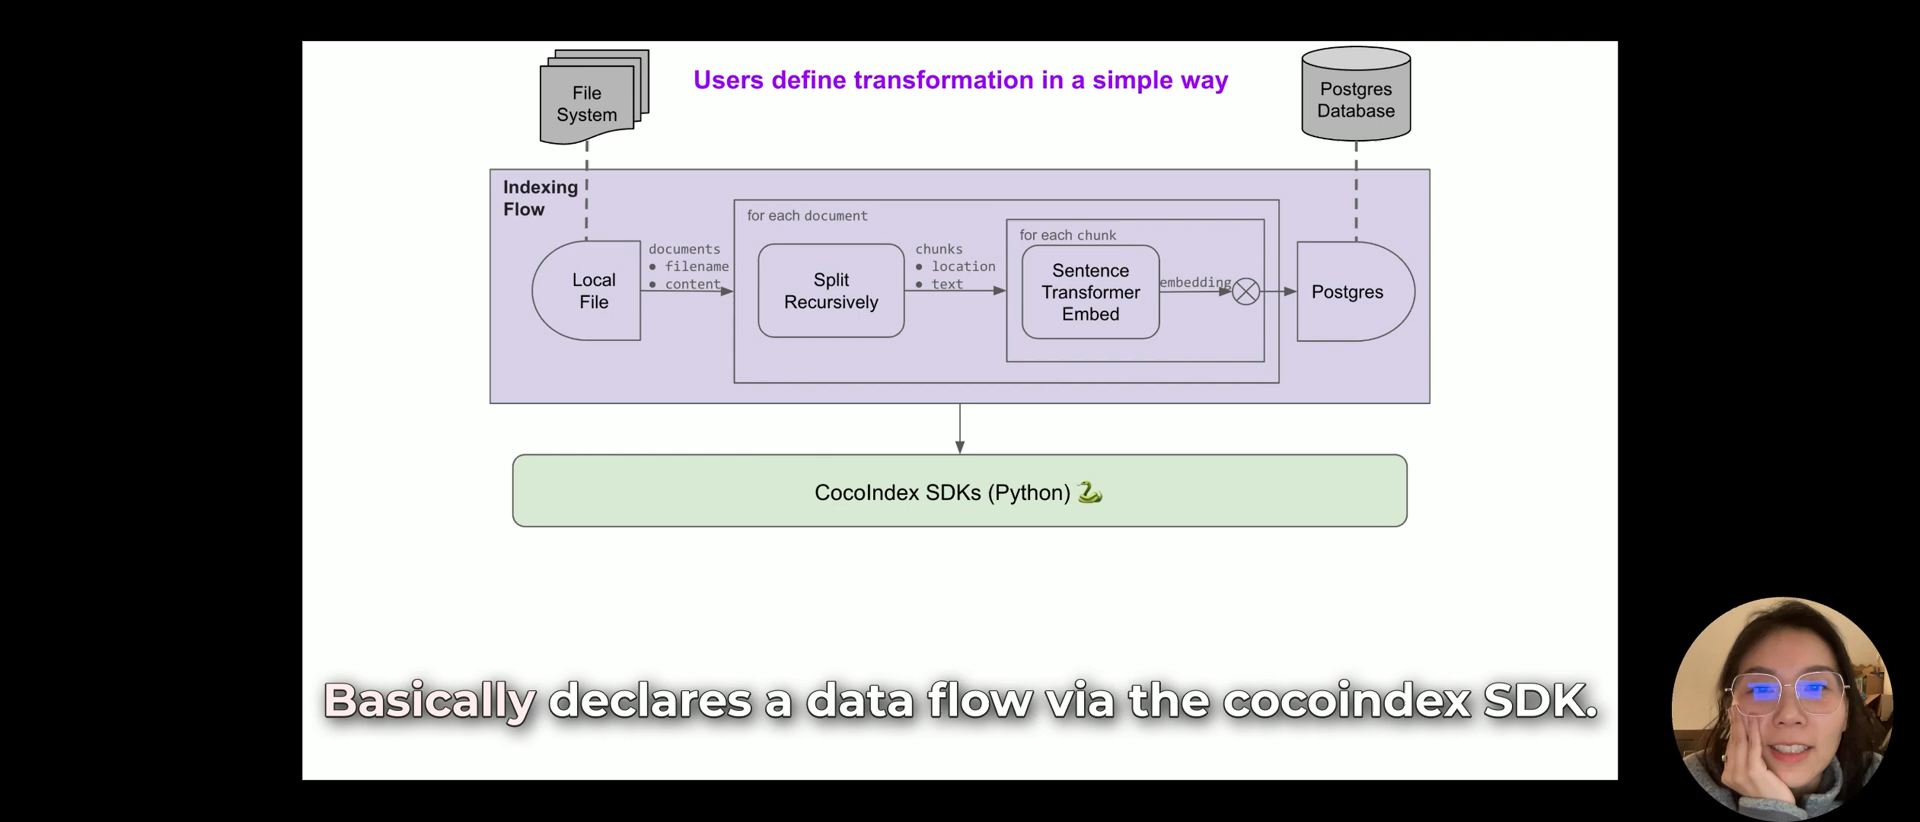 File
System
Users define transformation in a simple way
Postgres
Database
Indexing
Flow
Local
File
documents
● filename
● content
for each document
Split
Recursively
chunks
● location
● text
for each chunk
Sentence
Transformer
Embed
embedding
Postgres
CocoIndex SDKs (Python) 🐍
Basically declares a data flow via the cocoindex SDK.